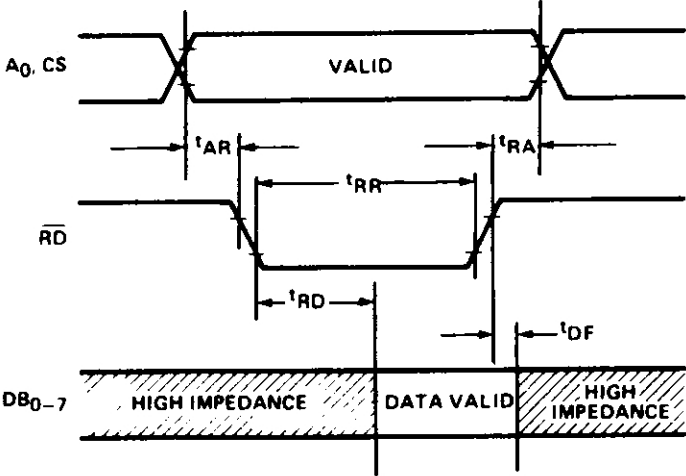 A0, CS
VALID
tAR
tRA
tRR
RD
tRD
tDF
DB0–7
HIGH IMPEDANCE
DATA VALID
HIGH
IMPEDANCE